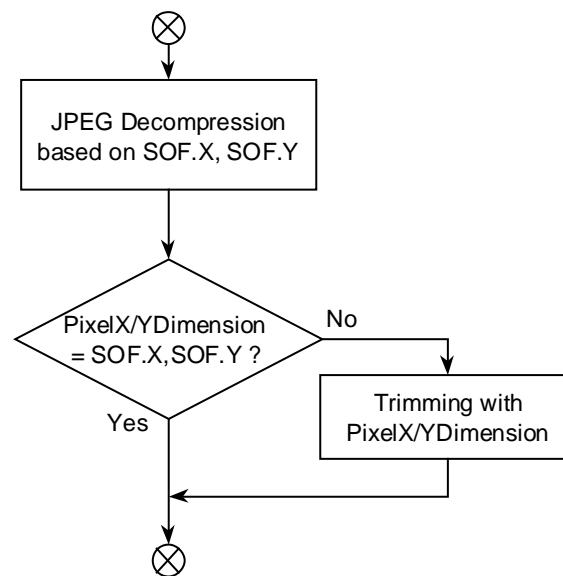 JPEG Decompression
based on SOF.X, SOF.Y
PixelX/YDimension
= SOF.X,SOF.Y ?
No
Trimming with
PixelX/YDimension
Yes